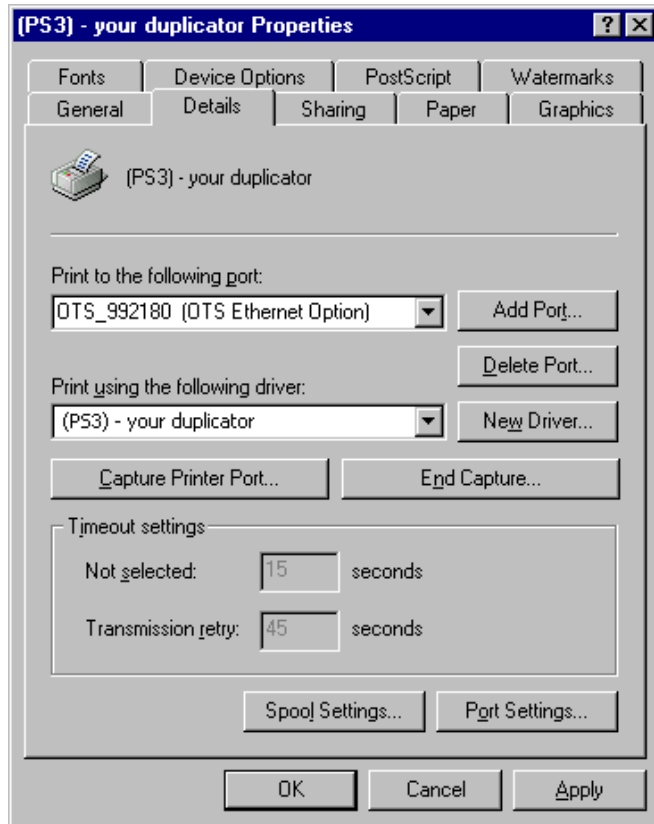 (PS3) - your duplicator Properties
? ×
Fonts Device Options PostScript Watermarks
General Details Sharing Paper Graphics
(PS3) - your duplicator
Print to the following port:
OTS_992180 (OTS Ethernet Option) Add Port...
Delete Port...
Print using the following driver:
(PS3) - your duplicator New Driver...
Capture Printer Port... End Capture...
Timeout settings
Not selected: 15 seconds
Transmission retry: 45 seconds
Spool Settings... Port Settings...
OK Cancel Apply